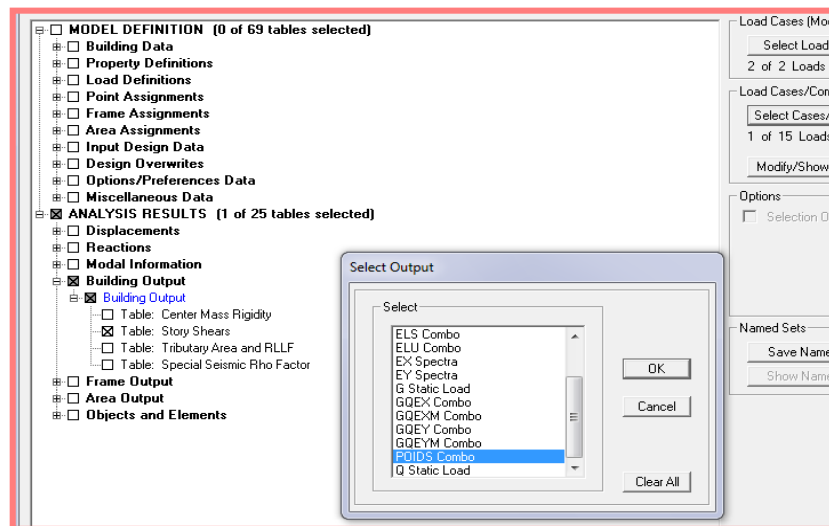 MODEL DEFINITION (0 of 69 tables selected)
Building Data
Property Definitions
Load Definitions
Point Assignments
Frame Assignments
Area Assignments
Input Design Data
Design Overwrites
Options/Preferences Data
Miscellaneous Data
ANALYSIS RESULTS (1 of 25 tables selected)
Displacements
Reactions
Modal Information
Building Output
Building Output
Table: Center Mass Rigidity
Table: Story Shears
Table: Tributary Area and RLLF
Table: Special Seismic Rho Factor
Frame Output
Area Output
Objects and Elements
Select Output
Select
ELS Combo
ELU Combo
EX Spectra
EY Spectra
G Static Load
GQEX Combo
GQEXM Combo
GQEY Combo
GQEYM Combo
POIDS Combo
Q Static Load
OK
Cancel
Clear All
Load Cases (Mod
Select Load
2 of 2 Loads
Load Cases/Com
Select Cases/
1 of 15 Loads
Modify/Show
Options
Selection O
Named Sets
Save Name
Show Name